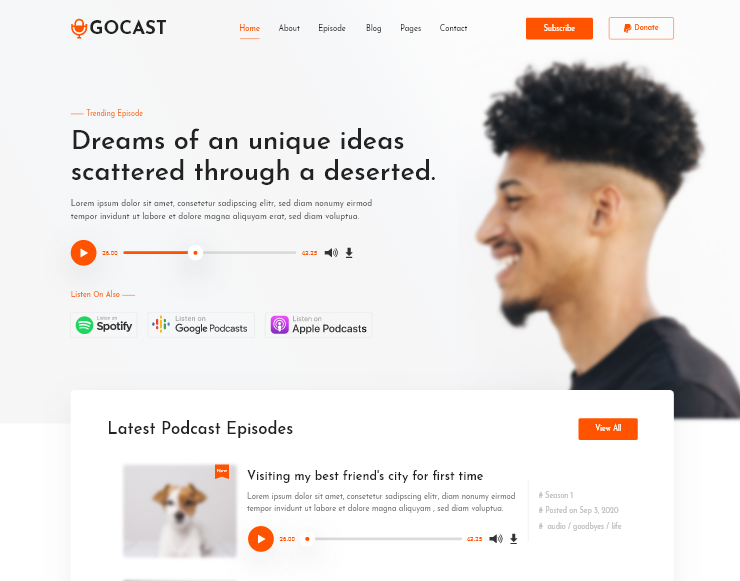 GOCAST
Home About Episode Blog Pages Contact
Subscribe
Donate
Trending Episode
Dreams of an unique ideas
scattered through a deserted.
Lorem ipsum dolor sit amet, consetetur sadipscing elitr, sed diam nonumy eirmod
tempor invidunt ut labore et dolore magna aliquyam erat, sed diam voluptua.
26.00 43.25
Listen On Also
Listen on
Spotify
Listen on
Google Podcasts
Listen on
Apple Podcasts
Latest Podcast Episodes
View All
New
Visiting my best friend's city for first time
Lorem ipsum dolor sit amet, consetetur sadipscing elitr, diam nonumy eirmod
tempor invidunt ut labore et dolore magna aliquyam , sed diam voluptua.
26.00 43.25
# Season 1
# Posted on Sep 3, 2020
# audio / goodbyes / life